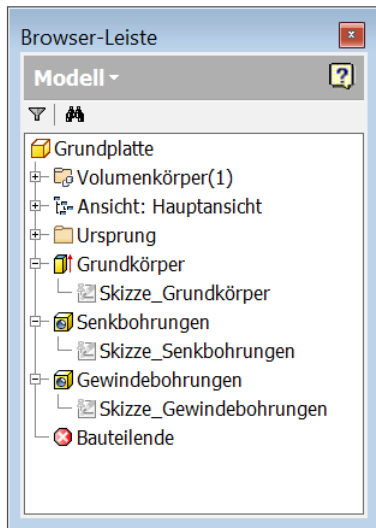 Browser-Leiste
Modell
Grundplatte
Volumenkörper(1)
Ansicht: Hauptansicht
Ursprung
Grundkörper
Skizze_Grundkörper
Senkbohrungen
Skizze_Senkbohrungen
Gewindebohrungen
Skizze_Gewindebohrungen
Bauteilende